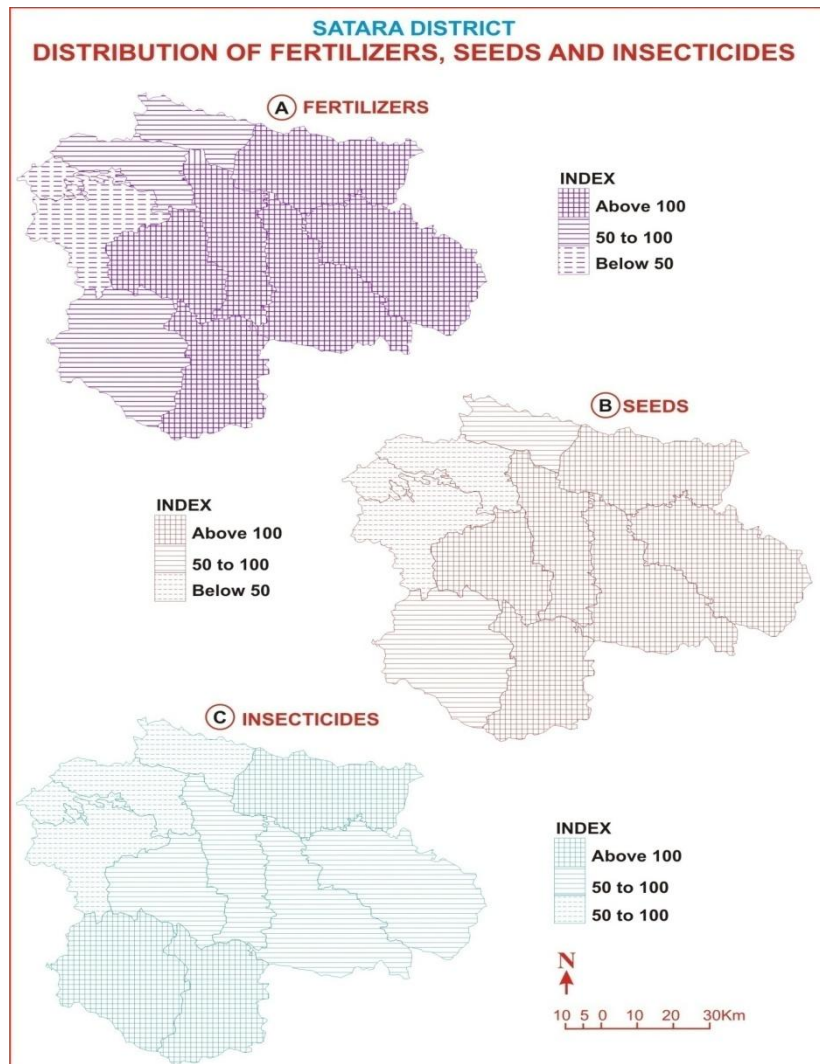 SATARA DISTRICT
DISTRIBUTION OF FERTILIZERS, SEEDS AND INSECTICIDES
A FERTILIZERS
INDEX
Above 100
50 to 100
Below 50
B SEEDS
INDEX
Above 100
50 to 100
Below 50
C INSECTICIDES
INDEX
Above 100
50 to 100
50 to 100
N
10 5 0 10 20 30Km